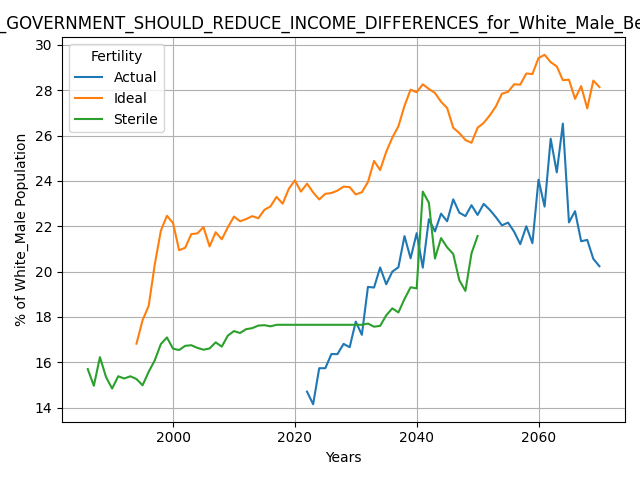 _GOVERNMENT_SHOULD_REDUCE_INCOME_DIFFERENCES_for_White_Male_Be
Fertility
Actual
Ideal
Sterile
% of White_Male Population
30
28
26
24
22
20
18
16
14
2000 2020 2040 2060
Years